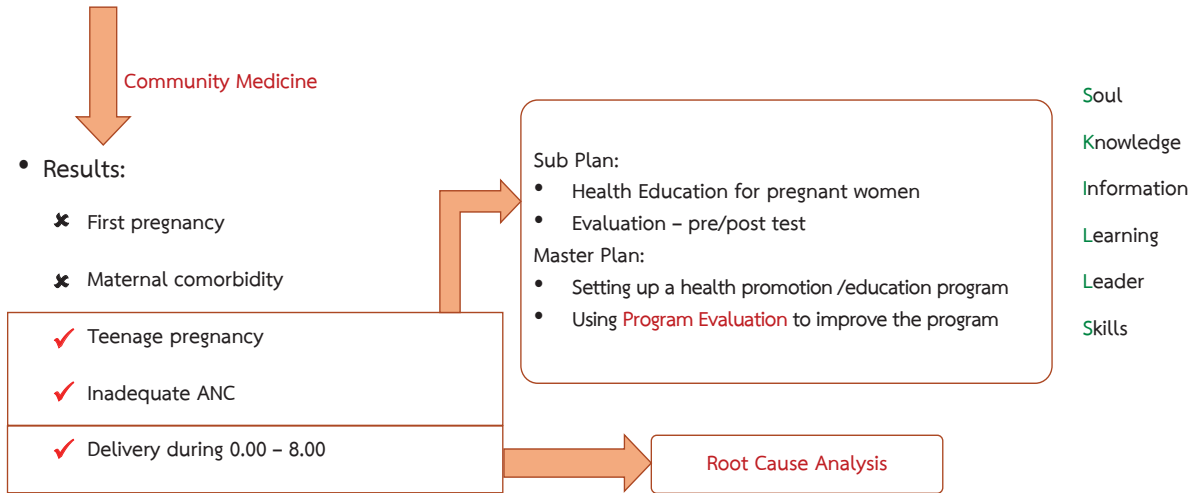 Community Medicine
• Results:
✘ First pregnancy
✘ Maternal comorbidity
✓ Teenage pregnancy
✓ Inadequate ANC
✓ Delivery during 0.00 – 8.00
Sub Plan:
• Health Education for pregnant women
• Evaluation – pre/post test
Master Plan:
• Setting up a health promotion /education program
• Using Program Evaluation to improve the program
Root Cause Analysis
Soul
Knowledge
Information
Learning
Leader
Skills